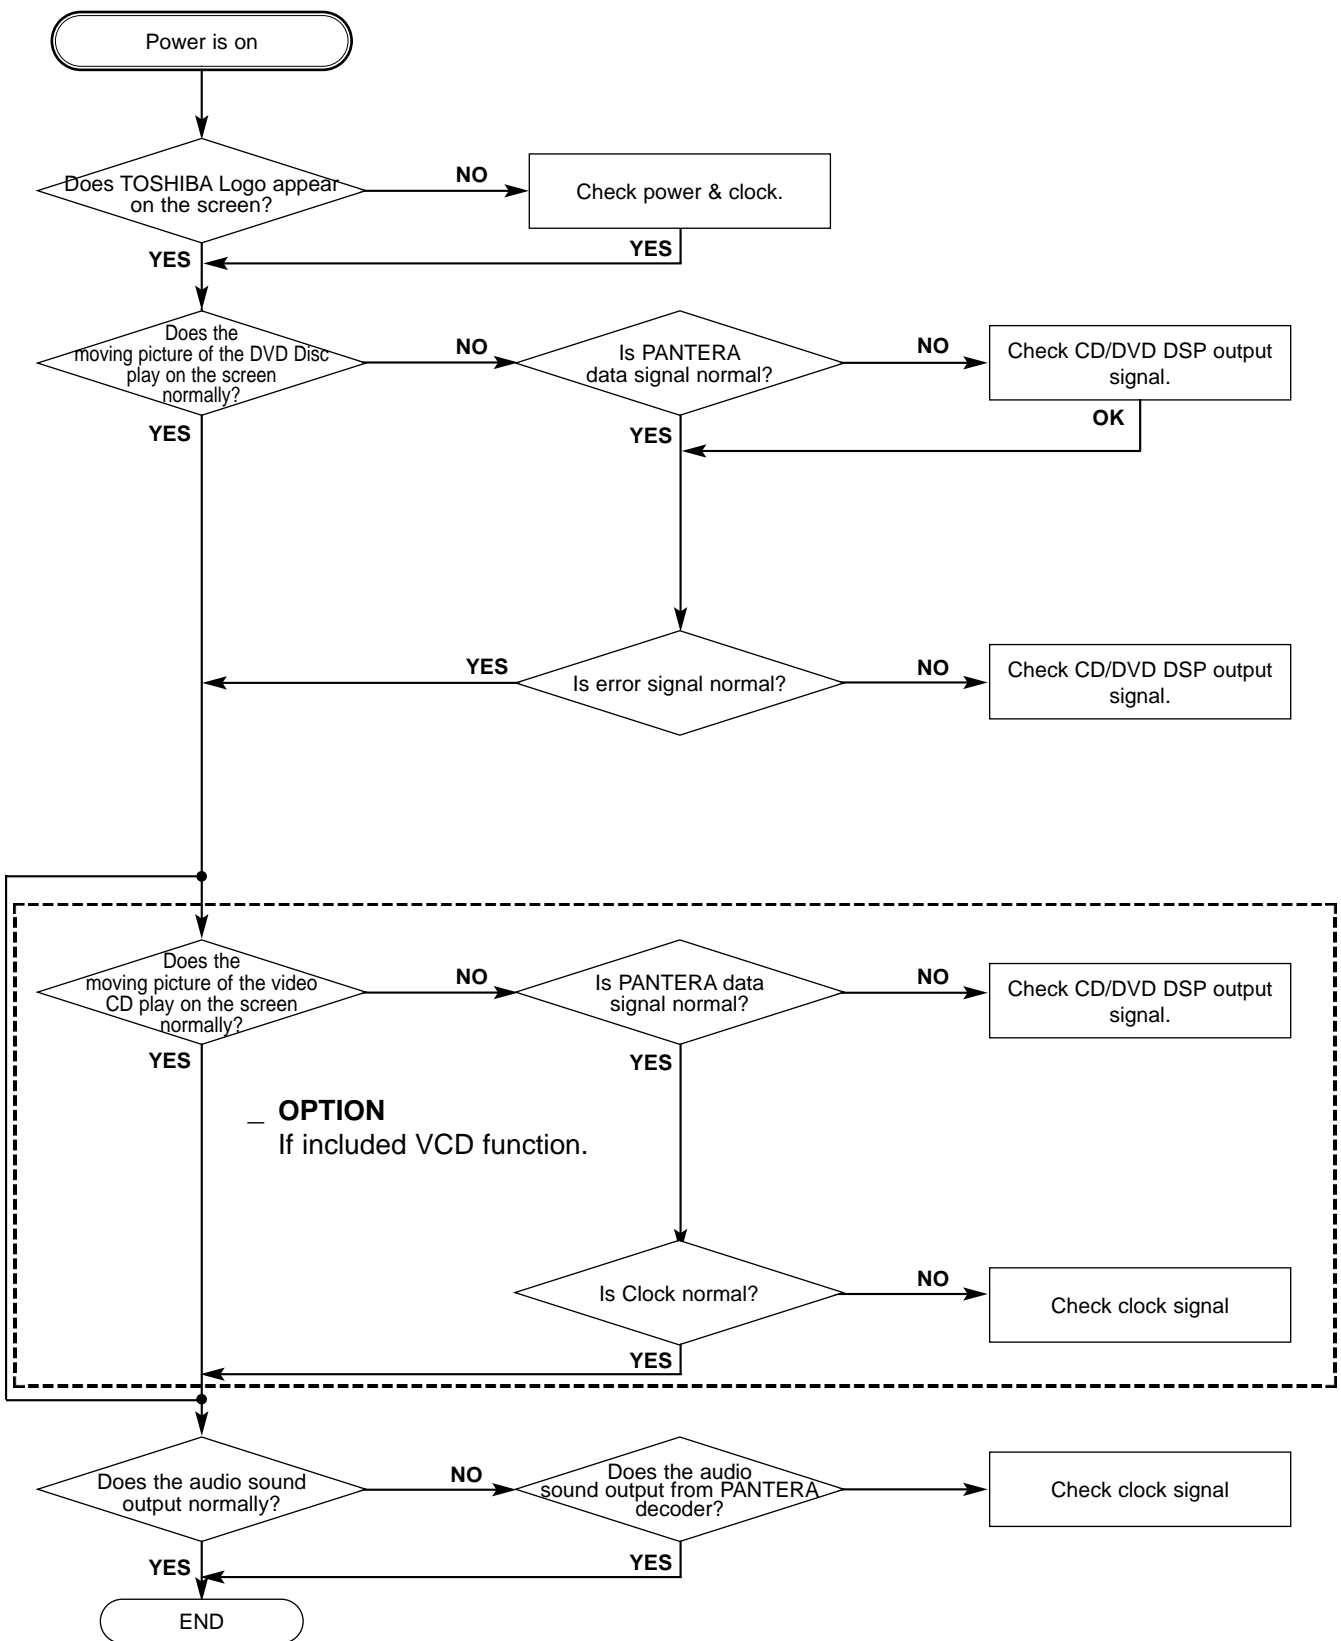 Power is on
Does TOSHIBA Logo appear
on the screen?
NO
Check power & clock.
YES
YES
Does the
moving picture of the DVD Disc
play on the screen
normally?
NO
Is PANTERA
data signal normal?
NO
Check CD/DVD DSP output
signal.
YES
YES
OK
YES
Is error signal normal?
NO
Check CD/DVD DSP output
signal.
Does the
moving picture of the video
CD play on the screen
normally?
NO
Is PANTERA data
signal normal?
NO
Check CD/DVD DSP output
signal.
YES
YES
_ OPTION
If included VCD function.
Is Clock normal?
NO
Check clock signal
YES
Does the audio sound
output normally?
NO
Does the audio
sound output from PANTERA
decoder?
Check clock signal
YES
YES
END